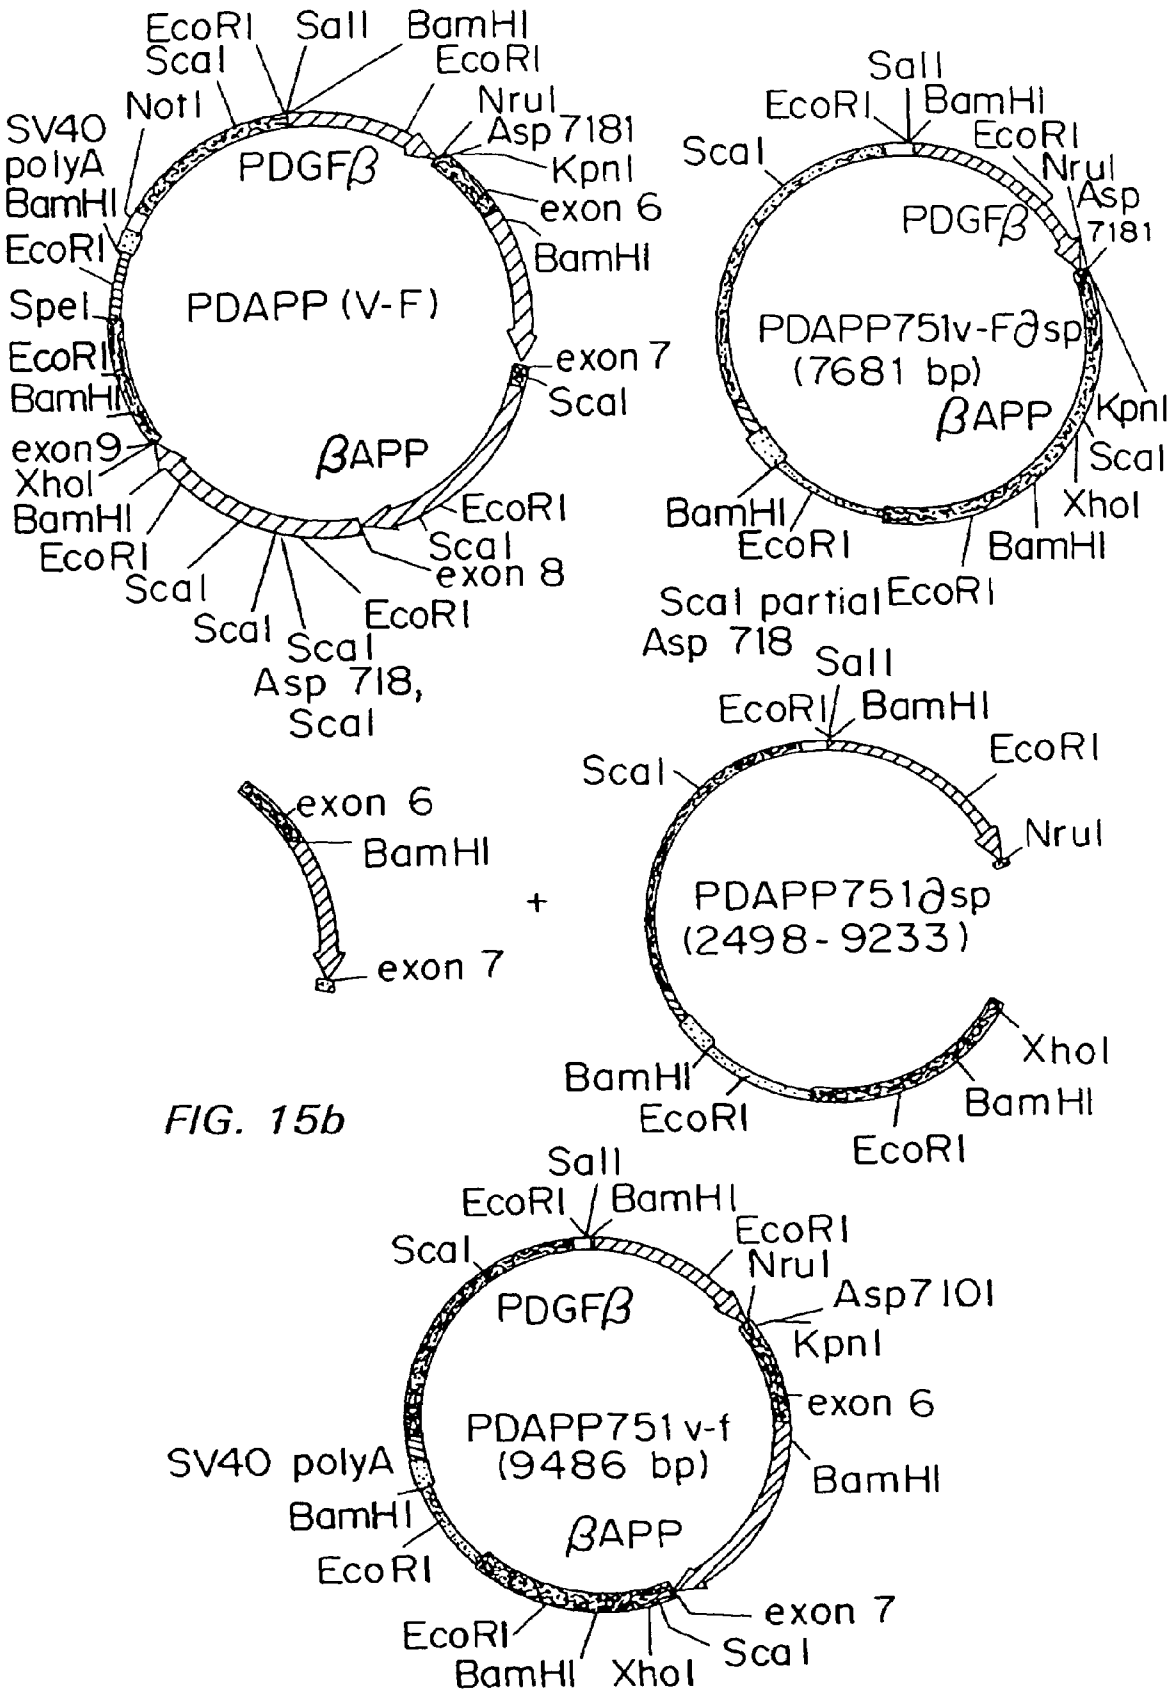 EcoRI
SalI
BamHI
ScaI
EcoRI
NotI
NruI
Asp 7181
KpnI
SV40
polyA
PDGFβ
exon 6
BamHI
BamHI
EcoRI
SpeI
PDAPP (V-F)
EcoRI
exon 7
BamHI
ScaI
exon 9
βAPP
XhoI
BamHI
EcoRI
EcoRI
ScaI
ScaI
exon 8
ScaI
EcoRI
ScaI
Asp 718,
ScaI
SalI
EcoRI
BamHI
EcoRI
ScaI
NruI
Asp
7181
PDGFβ
PDAPP751v-F∂sp
(7681 bp)
βAPP
KpnI
ScaI
XhoI
BamHI
EcoRI
BamHI
EcoRI
ScaI partial
Asp 718
exon 6
BamHI
exon 7
+
SalI
EcoRI
BamHI
EcoRI
ScaI
NruI
PDAPP751∂sp
(2498-9233)
XhoI
BamHI
BamHI
EcoRI
EcoRI
FIG. 15b
SalI
EcoRI
BamHI
EcoRI
ScaI
NruI
Asp7101
PDGFβ
KpnI
exon 6
PDAPP751v-f
(9486 bp)
SV40 polyA
BamHI
BamHI
βAPP
EcoRI
exon 7
EcoRI
ScaI
BamHI
XhoI